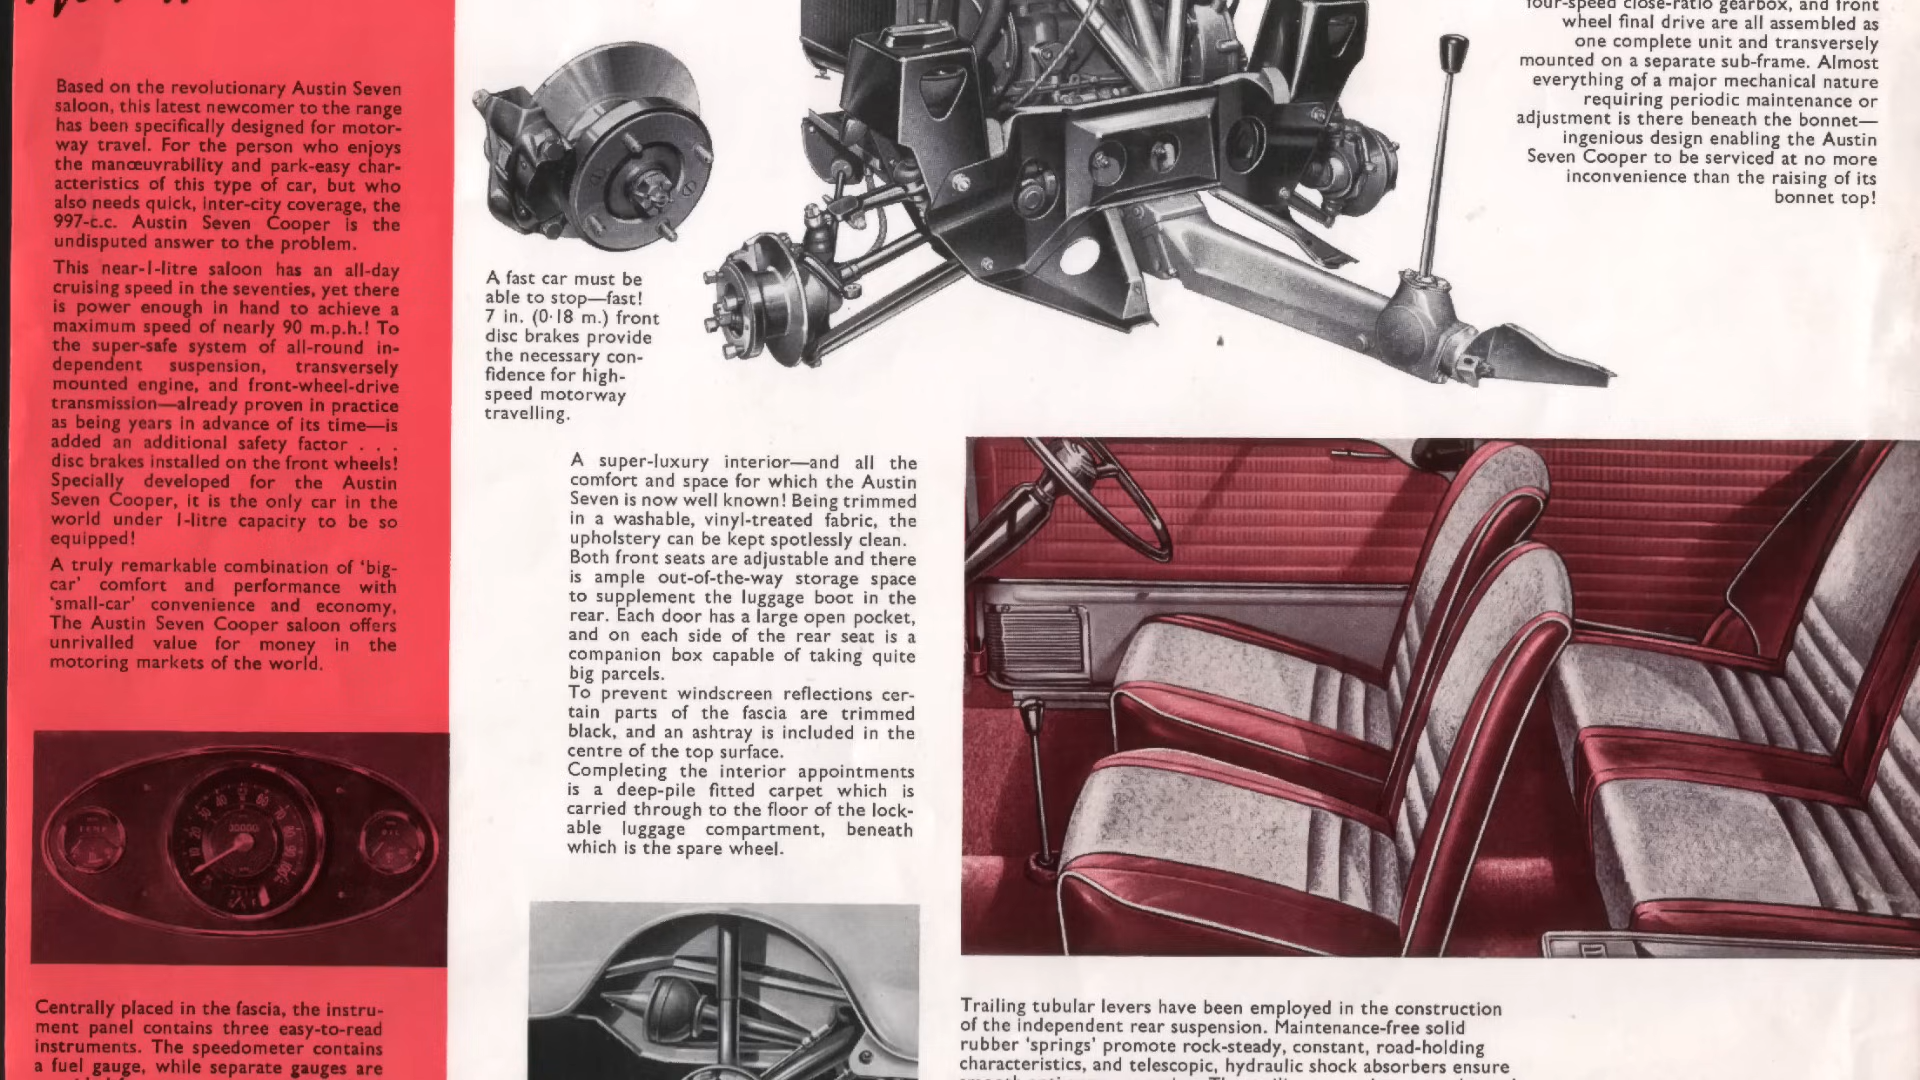 Based on the revolutionary Austin Seven
saloon, this latest newcomer to the range
has been specifically designed for motor-
way travel. For the person who enjoys
the manœuvrability and park-easy char-
acteristics of this type of car, but who
also needs quick, inter-city coverage, the
997-c.c. Austin Seven Cooper is the
undisputed answer to the problem.
This near-1-litre saloon has an all-day
cruising speed in the seventies, yet there
is power enough in hand to achieve a
maximum speed of nearly 90 m.p.h.! To
the super-safe system of all-round in-
dependent suspension, transversely
mounted engine, and front-wheel-drive
transmission—already proven in practice
as being years in advance of its time—is
added an additional safety factor . . .
disc brakes installed on the front wheels!
Specially developed for the Austin
Seven Cooper, it is the only car in the
world under 1-litre capacity to be so
equipped!
A truly remarkable combination of ‘big-
car’ comfort and performance with
‘small-car’ convenience and economy,
The Austin Seven Cooper saloon offers
unrivalled value for money in the
motoring markets of the world.
TEMP
10 20 30 40 50 60 70 80 90 100
30000
OIL
Centrally placed in the fascia, the instru-
ment panel contains three easy-to-read
instruments. The speedometer contains
a fuel gauge, while separate gauges are
A fast car must be
able to stop—fast!
7 in. (0·18 m.) front
disc brakes provide
the necessary con-
fidence for high-
speed motorway
travelling.
four-speed close-ratio gearbox, and front
wheel final drive are all assembled as
one complete unit and transversely
mounted on a separate sub-frame. Almost
everything of a major mechanical nature
requiring periodic maintenance or
adjustment is there beneath the bonnet—
ingenious design enabling the Austin
Seven Cooper to be serviced at no more
inconvenience than the raising of its
bonnet top!
A super-luxury interior—and all the
comfort and space for which the Austin
Seven is now well known! Being trimmed
in a washable, vinyl-treated fabric, the
upholstery can be kept spotlessly clean.
Both front seats are adjustable and there
is ample out-of-the-way storage space
to supplement the luggage boot in the
rear. Each door has a large open pocket,
and on each side of the rear seat is a
companion box capable of taking quite
big parcels.
To prevent windscreen reflections cer-
tain parts of the fascia are trimmed
black, and an ashtray is included in the
centre of the top surface.
Completing the interior appointments
is a deep-pile fitted carpet which is
carried through to the floor of the lock-
able luggage compartment, beneath
which is the spare wheel.
Trailing tubular levers have been employed in the construction
of the independent rear suspension. Maintenance-free solid
rubber ‘springs’ promote rock-steady, constant, road-holding
characteristics, and telescopic, hydraulic shock absorbers ensure